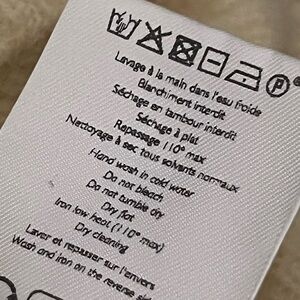 Lavage à la main dans l'eau froide
Blanchiment interdit
Séchage en tambour interdit
Séchage à plat
Repassage 110° max
Nettoyage à sec tous solvants normaux
Hand wash in cold water
Do not bleach
Do not tumble dry
Dry flat
Iron low heat (110° max)
Dry cleaning
Laver et repasser sur l'envers
Wash and iron on the reverse side